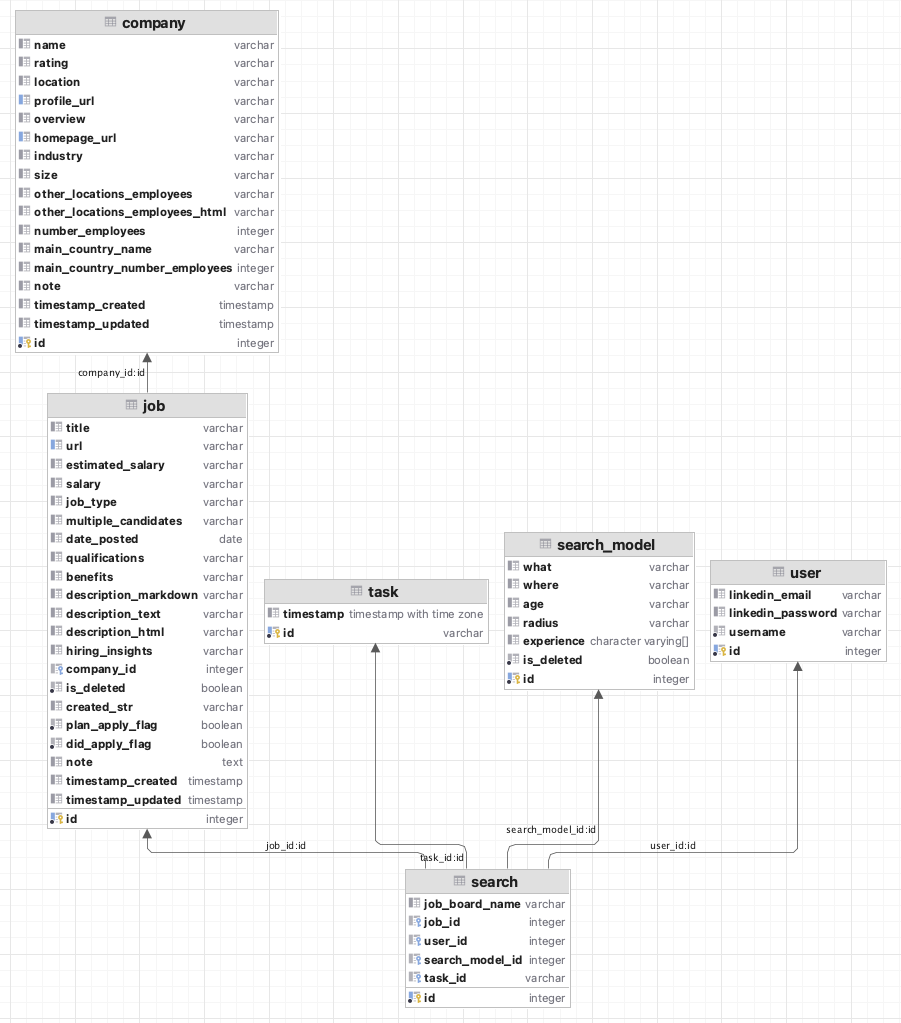 company
name varchar
rating varchar
location varchar
profile_url varchar
overview varchar
homepage_url varchar
industry varchar
size varchar
other_locations_employees varchar
other_locations_employees_html varchar
number_employees integer
main_country_name varchar
main_country_number_employees integer
note varchar
timestamp_created timestamp
timestamp_updated timestamp
id integer
company_id:id
job
title varchar
url varchar
estimated_salary varchar
salary varchar
job_type varchar
multiple_candidates varchar
date_posted date
qualifications varchar
benefits varchar
description_markdown varchar
description_text varchar
description_html varchar
hiring_insights varchar
company_id integer
is_deleted boolean
created_str varchar
plan_apply_flag boolean
did_apply_flag boolean
note text
timestamp_created timestamp
timestamp_updated timestamp
id integer
task
timestamp timestamp with time zone
id varchar
search_model
what varchar
where varchar
age varchar
radius varchar
experience character varying[]
is_deleted boolean
id integer
user
linkedin_email varchar
linkedin_password varchar
username varchar
id integer
job_id:id
task_id:id
search_model_id:id
user_id:id
search
job_board_name varchar
job_id integer
user_id integer
search_model_id integer
task_id varchar
id integer